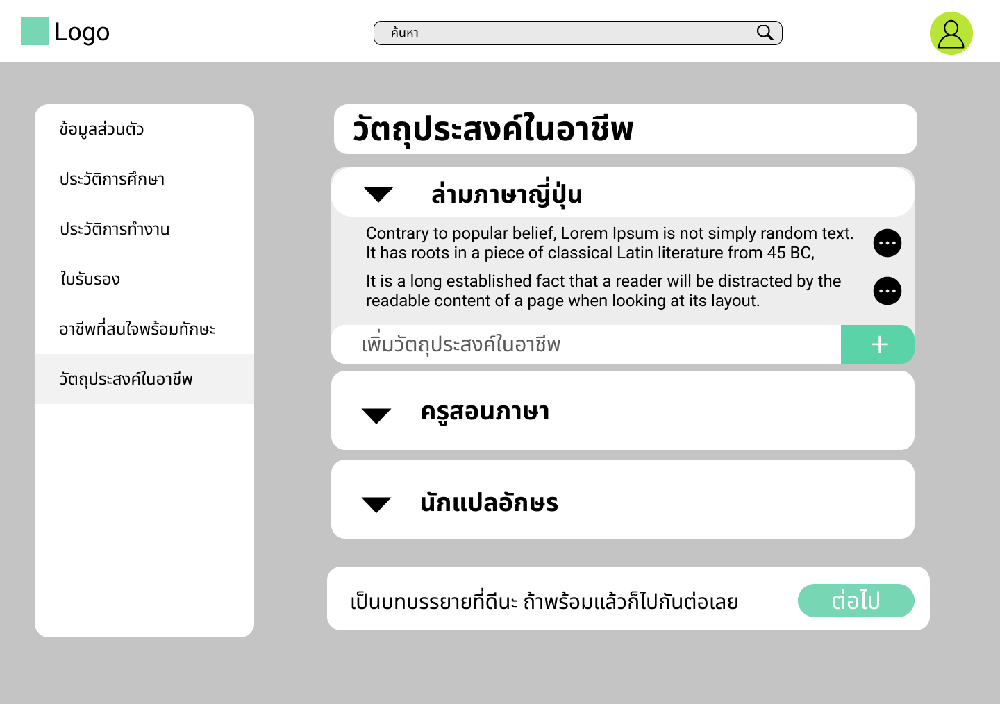 Logo
ค้นหา
ข้อมูลส่วนตัว
ประวัติการศึกษา
ประวัติการทำงาน
ใบรับรอง
อาชีพที่สนใจพร้อมทักษะ
วัตถุประสงค์ในอาชีพ
วัตถุประสงค์ในอาชีพ
ล่ามภาษาญี่ปุ่น
Contrary to popular belief, Lorem Ipsum is not simply random text.
It has roots in a piece of classical Latin literature from 45 BC,
It is a long established fact that a reader will be distracted by the
readable content of a page when looking at its layout.
เพิ่มวัตถุประสงค์ในอาชีพ
ครูสอนภาษา
นักแปลอักษร
เป็นบทบรรยายที่ดีนะ ถ้าพร้อมแล้วก็ไปกันต่อเลย
ต่อไป